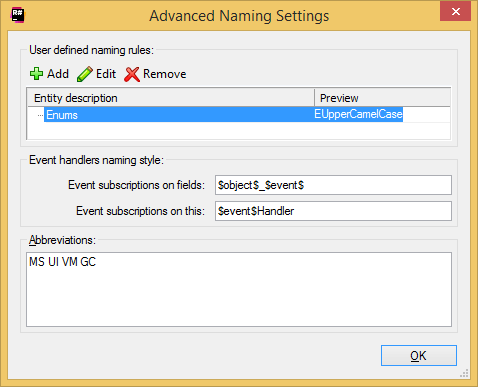 R#
Advanced Naming Settings
User defined naming rules:
Add Edit Remove
Entity description Preview
Enums EUpperCamelCase
Event handlers naming style:
Event subscriptions on fields: $object$_$event$
Event subscriptions on this: $event$Handler
Abbreviations:
MS UI VM GC
OK